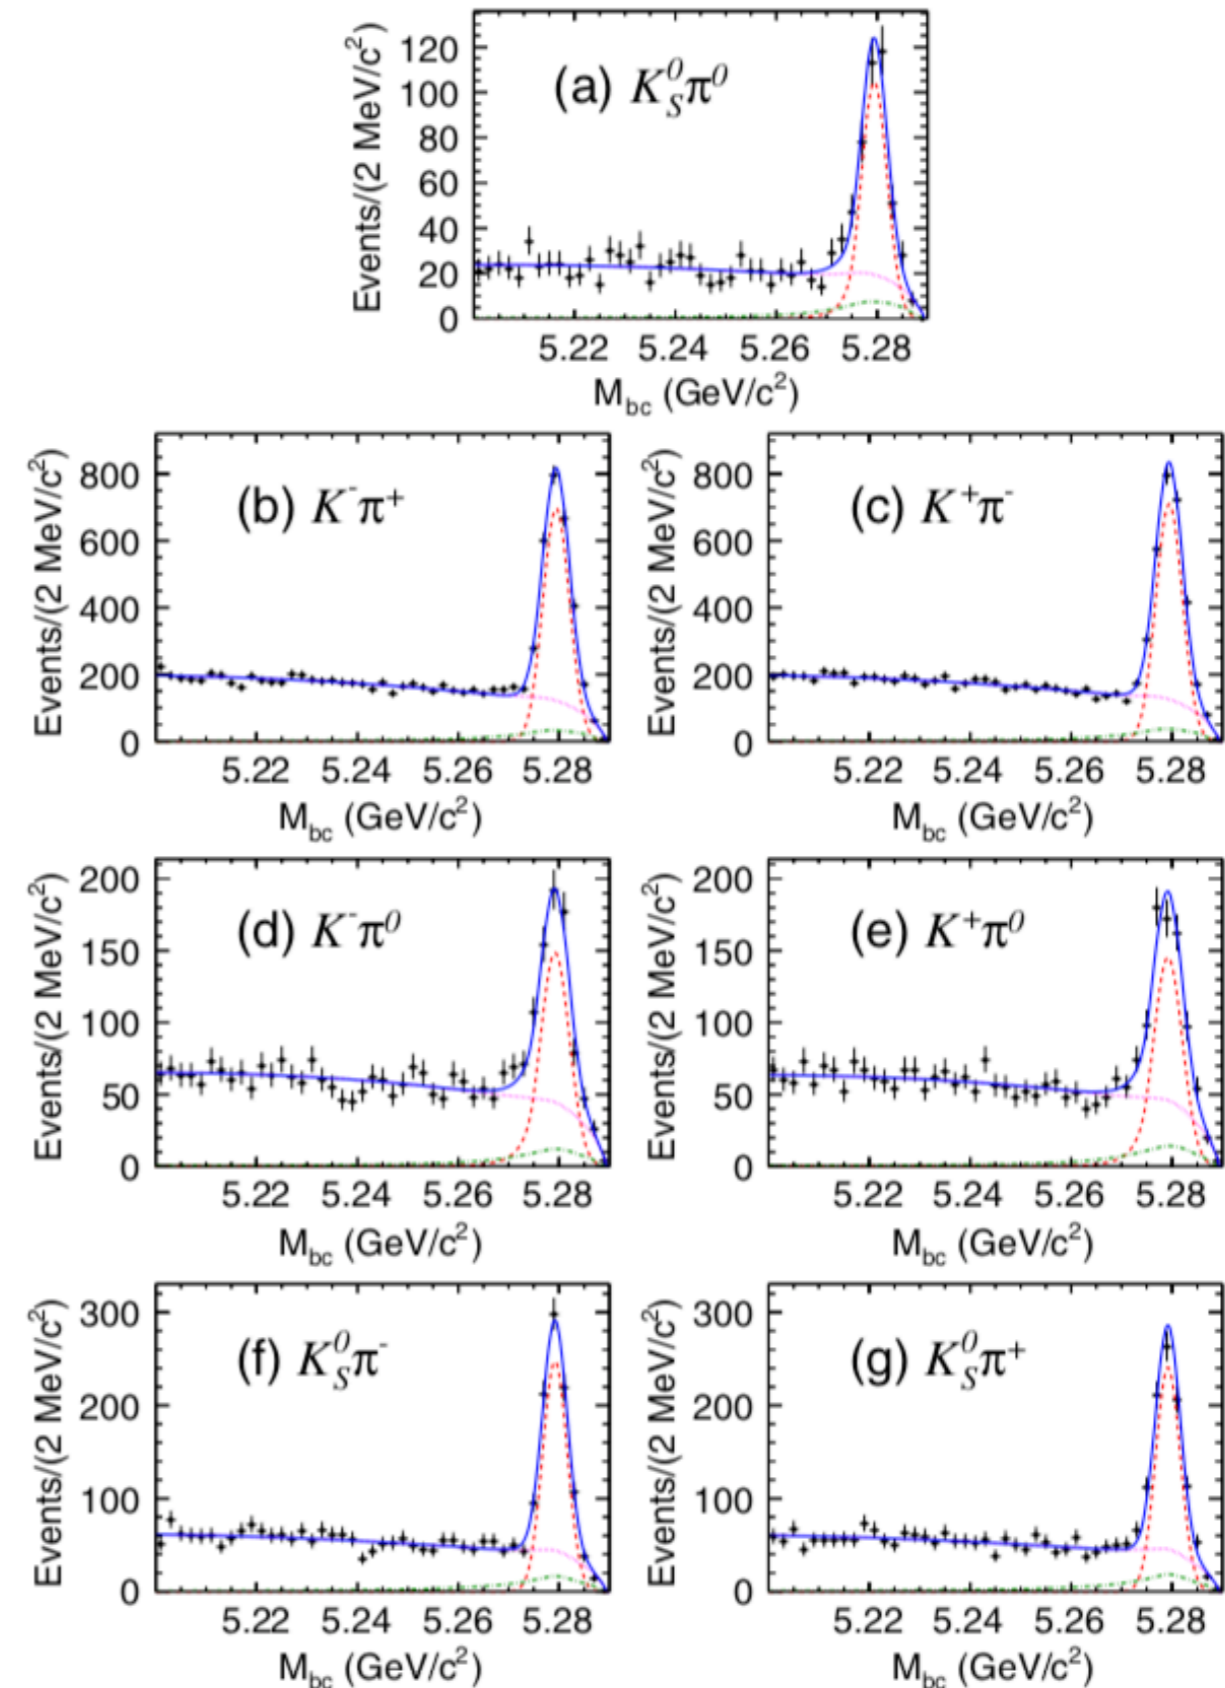 Events/(2 MeV/c²)
120
100
80
60
40
20
0
(a) K⁰_S π⁰
5.22 5.24 5.26 5.28
M_bc (GeV/c²)
Events/(2 MeV/c²)
800
600
400
200
0
(b) K⁻π⁺
5.22 5.24 5.26 5.28
M_bc (GeV/c²)
Events/(2 MeV/c²)
800
600
400
200
0
(c) K⁺π⁻
5.22 5.24 5.26 5.28
M_bc (GeV/c²)
Events/(2 MeV/c²)
200
150
100
50
0
(d) K⁻π⁰
5.22 5.24 5.26 5.28
M_bc (GeV/c²)
Events/(2 MeV/c²)
200
150
100
50
0
(e) K⁺π⁰
5.22 5.24 5.26 5.28
M_bc (GeV/c²)
Events/(2 MeV/c²)
300
200
100
0
(f) K⁰_S π⁻
5.22 5.24 5.26 5.28
M_bc (GeV/c²)
Events/(2 MeV/c²)
300
200
100
0
(g) K⁰_S π⁺
5.22 5.24 5.26 5.28
M_bc (GeV/c²)